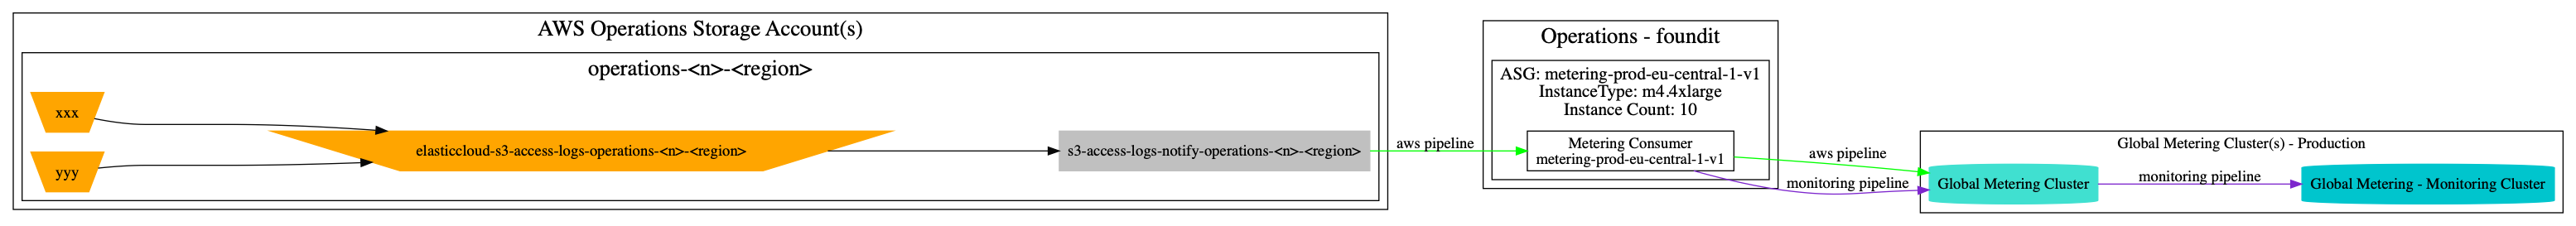 AWS Operations Storage Account(s)
operations-<n>-<region>
xxx
yyy
elasticcloud-s3-access-logs-operations-<n>-<region>
s3-access-logs-notify-operations-<n>-<region>
aws pipeline
Operations - foundit
ASG: metering-prod-eu-central-1-v1
InstanceType: m4.4xlarge
Instance Count: 10
Metering Consumer
metering-prod-eu-central-1-v1
aws pipeline
monitoring pipeline
Global Metering Cluster(s) - Production
Global Metering Cluster
monitoring pipeline
Global Metering - Monitoring Cluster